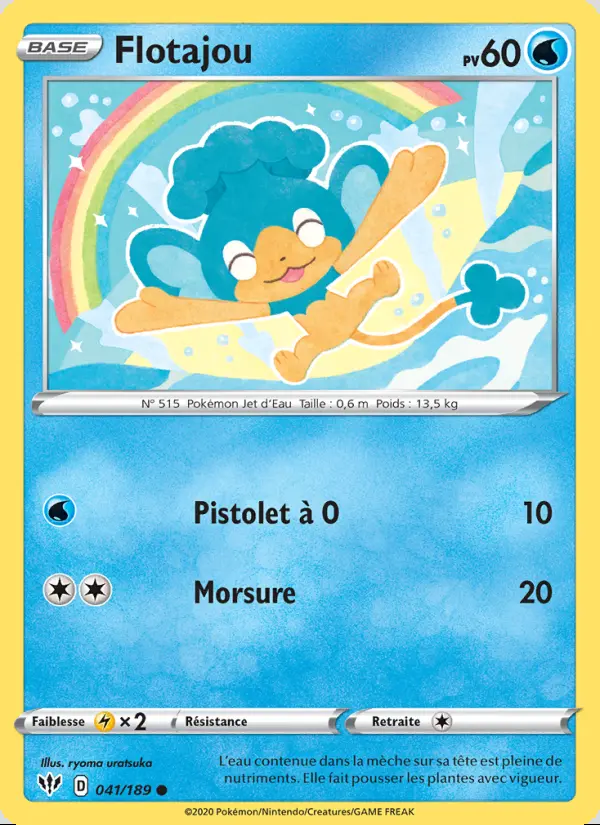 BASE Flotajou PV60
N° 515 Pokémon Jet d'Eau Taille : 0,6 m Poids : 13,5 kg
Pistolet à O 10
Morsure 20
Faiblesse ×2 Résistance Retraite
Illus. ryoma uratsuka
L'eau contenue dans la mèche sur sa tête est pleine de
nutriments. Elle fait pousser les plantes avec vigueur.
D 041/189
©2020 Pokémon/Nintendo/Creatures/GAME FREAK